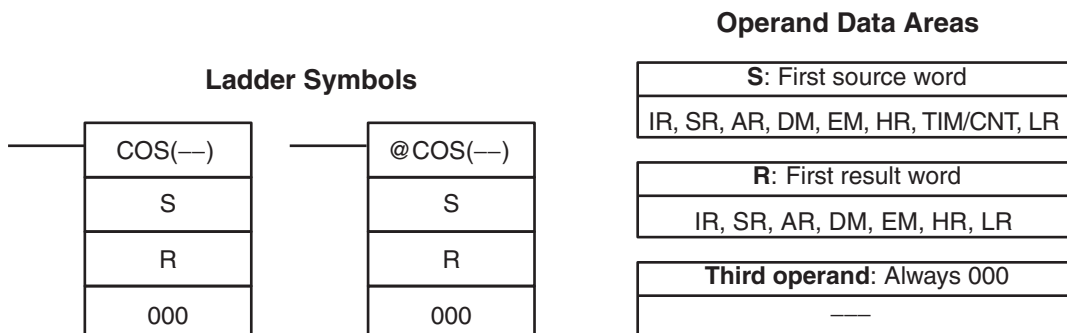 Ladder Symbols
COS(––)
S
R
000
@COS(––)
S
R
000
Operand Data Areas
S: First source word
IR, SR, AR, DM, EM, HR, TIM/CNT, LR
R: First result word
IR, SR, AR, DM, EM, HR, LR
Third operand: Always 000
–––